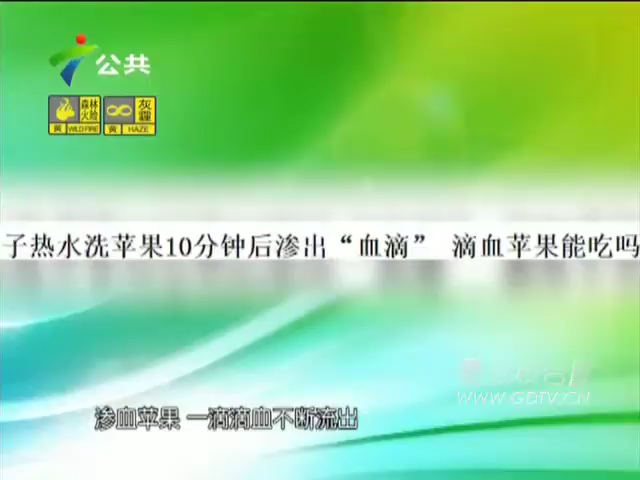 公共
森林火险
黄 WILD FIRE
灰霾
黄 HAZE
子热水洗苹果10分钟后渗出“血滴” 滴血苹果能吃吗
WWW.GDTV.CN
渗血苹果 一滴滴血不断流出